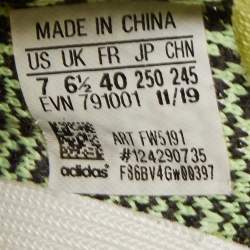 MADE IN CHINA
US UK FR JP CHN
7 6½ 40 250 245
EVN 791001 11/19
ART FW5191
#124290735
adidas F86BV4Gw00397